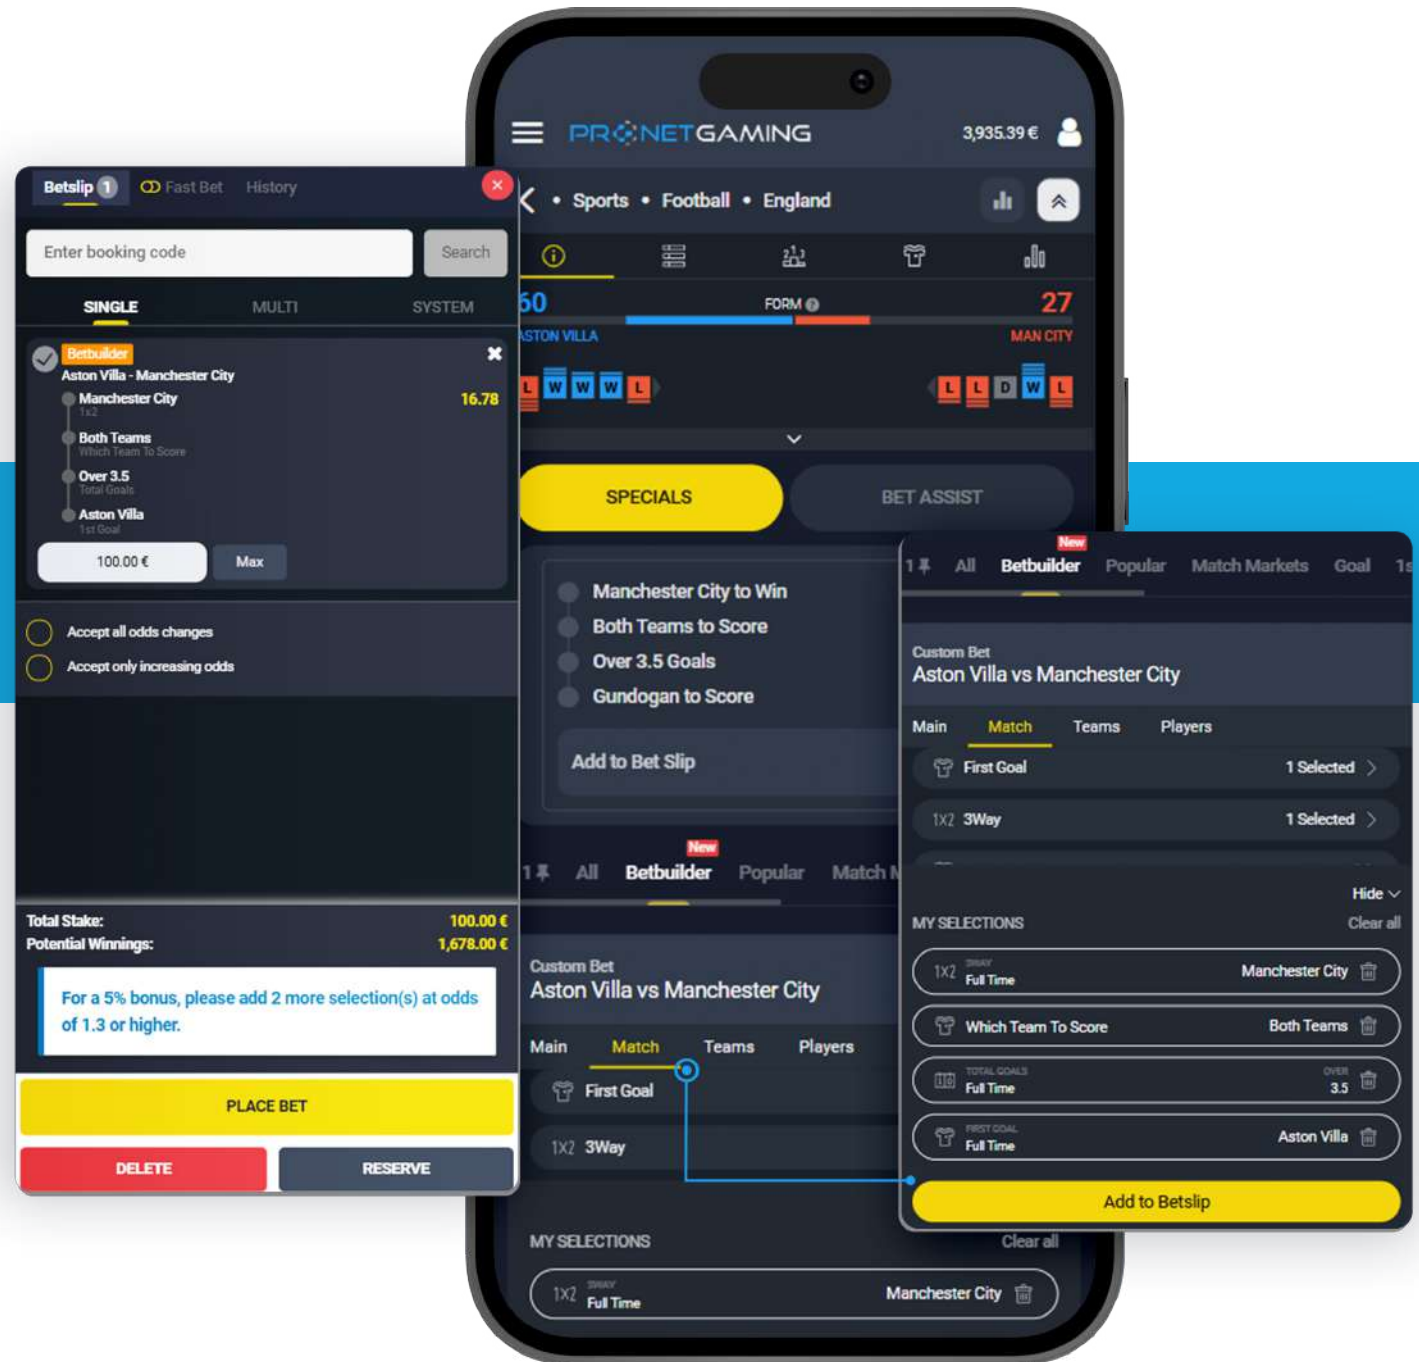 PRONETGAMING
3,935.39 €
• Sports • Football • England
60
FORM
27
ASTON VILLA
MAN CITY
L W W W L
L L D W L
SPECIALS
BET ASSIST
Manchester City to Win
Both Teams to Score
Over 3.5 Goals
Gundogan to Score
Add to Bet Slip
New
1 All Betbuilder Popular Match M
Custom Bet
Aston Villa vs Manchester City
Main Match Teams Players
First Goal
1X2 3Way
MY SELECTIONS
Clear all
1X2 3WAY
Full Time
Manchester City
Betslip 1 Fast Bet History
Enter booking code
Search
SINGLE MULTI SYSTEM
Betbuilder
Aston Villa - Manchester City
Manchester City
16.78
1x2
Both Teams
Which Team To Score
Over 3.5
Total Goals
Aston Villa
1st Goal
100.00 €
Max
Accept all odds changes
Accept only increasing odds
Total Stake: 100.00 €
Potential Winnings: 1,678.00 €
For a 5% bonus, please add 2 more selection(s) at odds
of 1.3 or higher.
PLACE BET
DELETE
RESERVE
New
1 All Betbuilder Popular Match Markets Goal 1s
Custom Bet
Aston Villa vs Manchester City
Main Match Teams Players
First Goal 1 Selected
1X2 3Way 1 Selected
Hide
MY SELECTIONS
Clear all
1X2 3WAY
Full Time
Manchester City
Which Team To Score Both Teams
TOTAL GOALS OVER
Full Time 3.5
FIRST GOAL
Full Time
Aston Villa
Add to Betslip